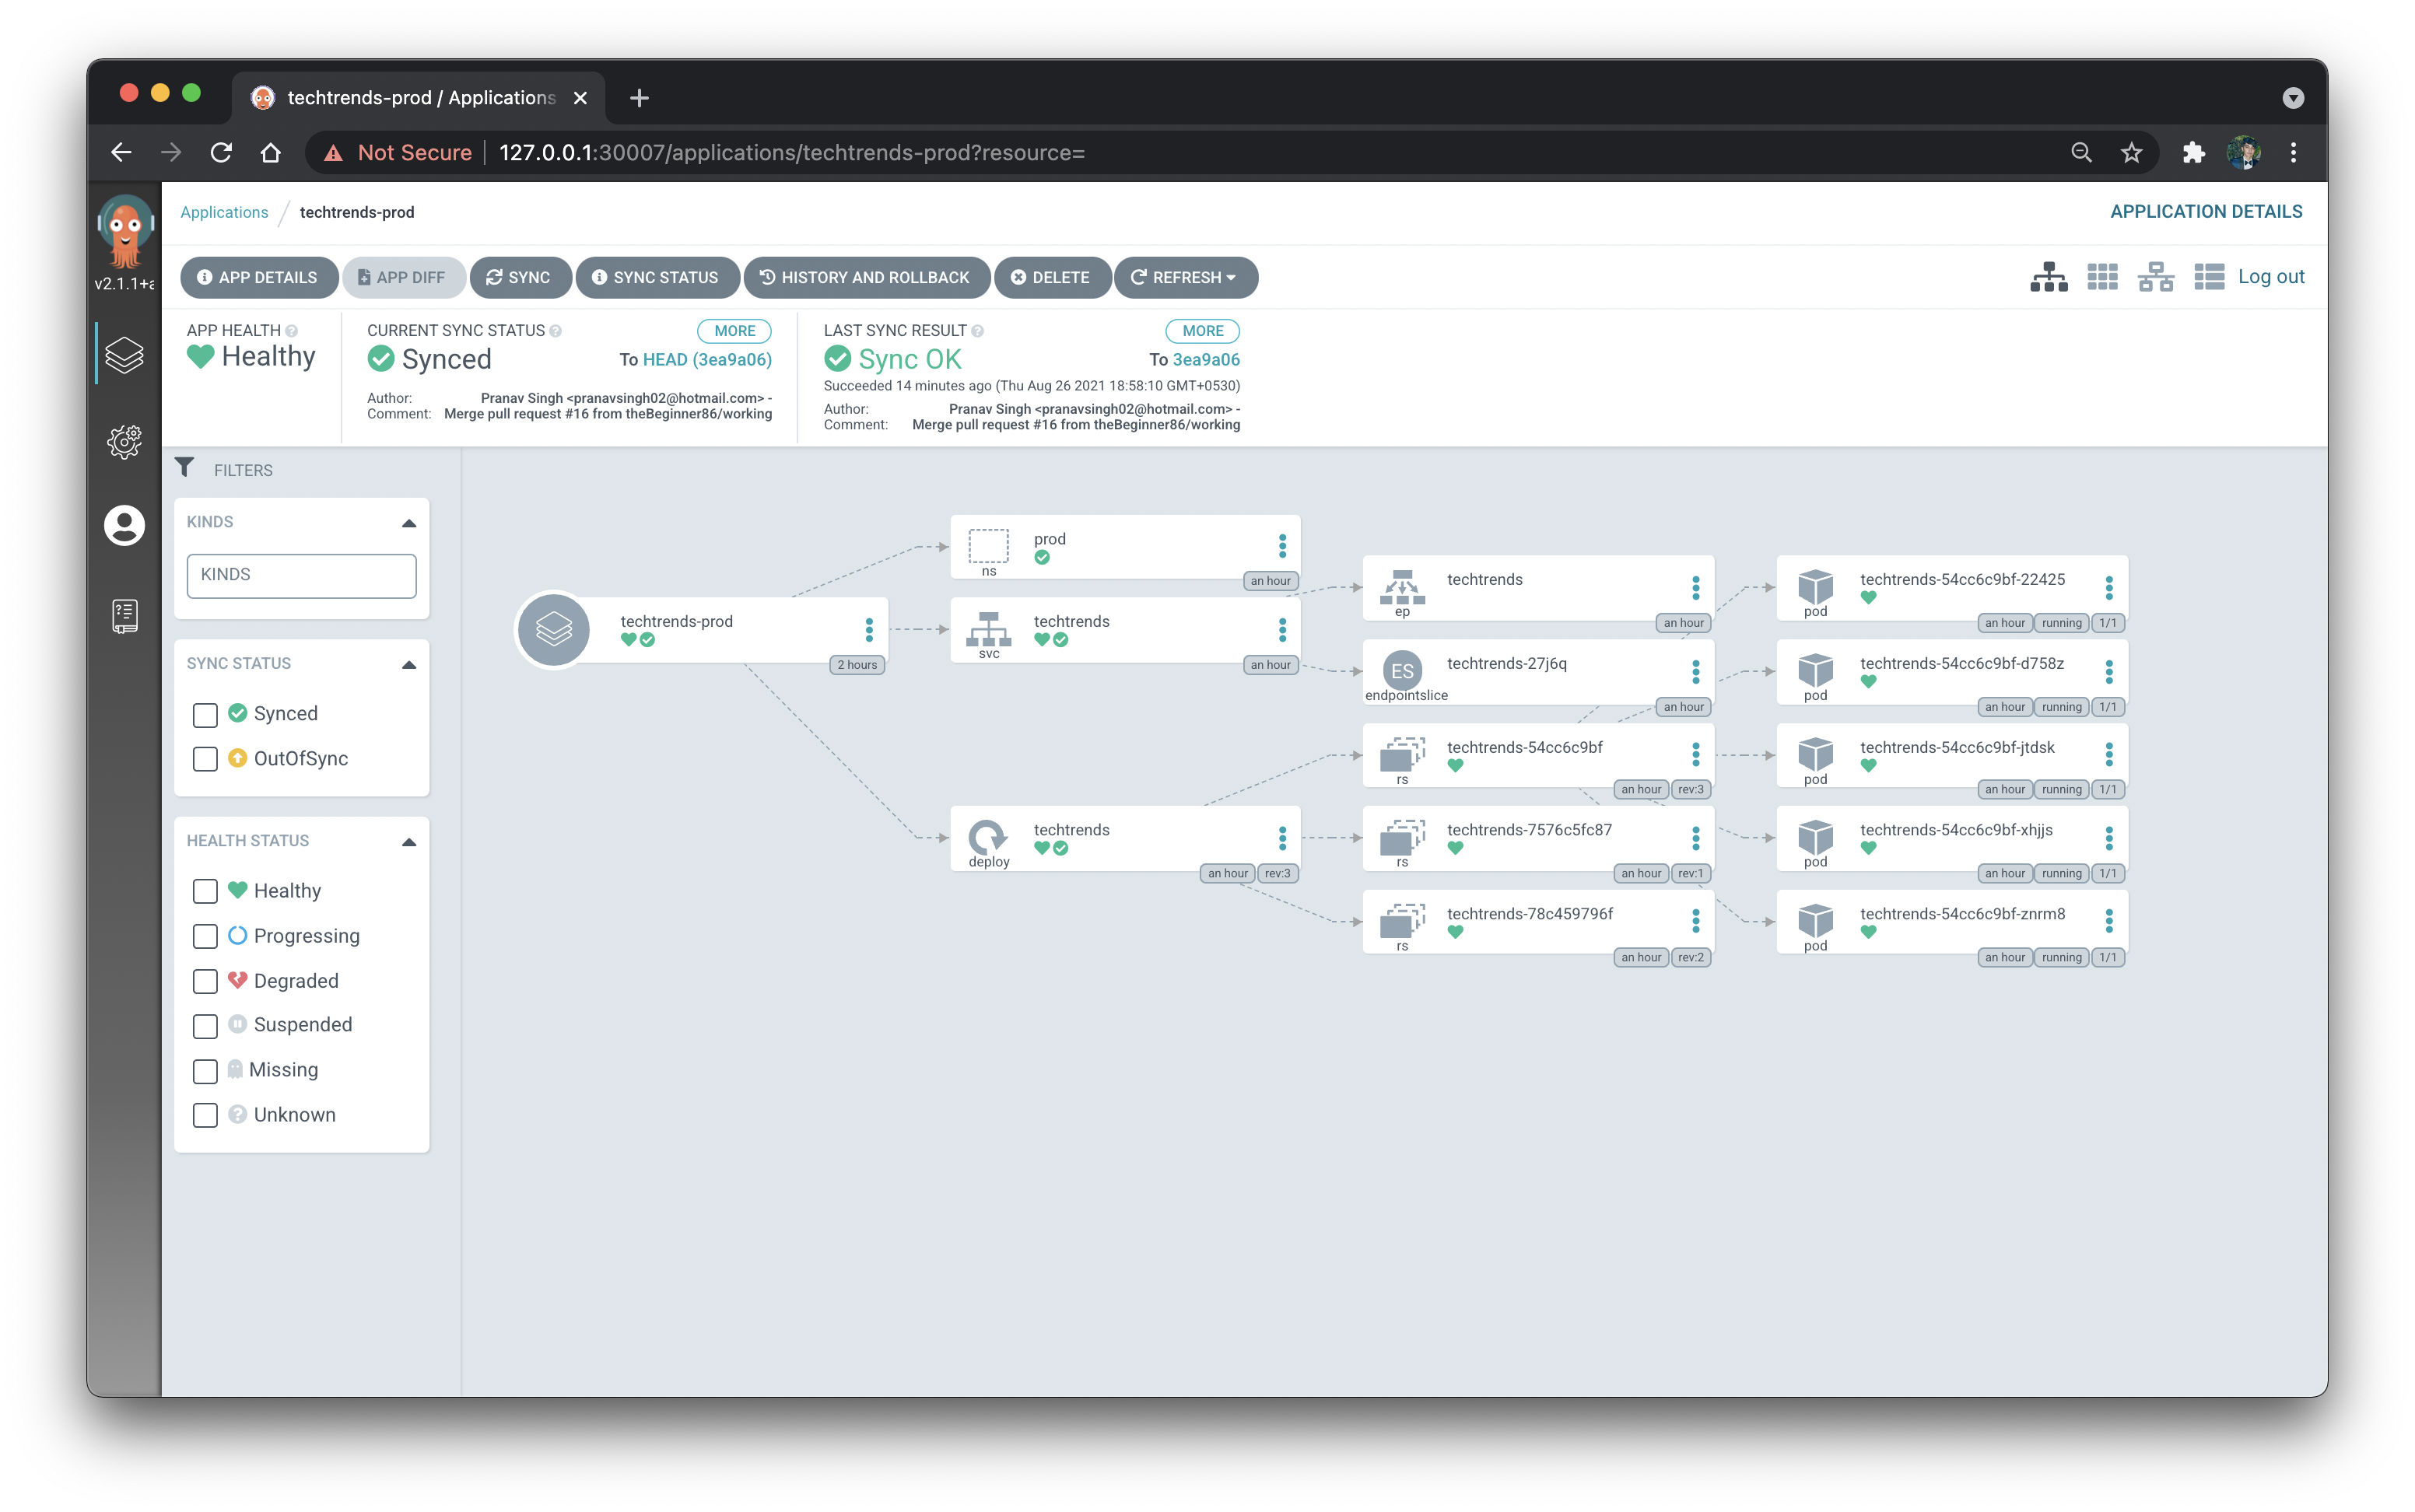 techtrends-prod / Applications
Not Secure
127.0.0.1:30007/applications/techtrends-prod?resource=
v2.1.1+a
Applications / techtrends-prod
APPLICATION DETAILS
APP DETAILS
APP DIFF
SYNC
SYNC STATUS
HISTORY AND ROLLBACK
DELETE
REFRESH
Log out
APP HEALTH
Healthy
CURRENT SYNC STATUS
MORE
Synced
To HEAD (3ea9a06)
Author: Pranav Singh <pranavsingh02@hotmail.com> -
Comment: Merge pull request #16 from theBeginner86/working
LAST SYNC RESULT
MORE
Sync OK
To 3ea9a06
Succeeded 14 minutes ago (Thu Aug 26 2021 18:58:10 GMT+0530)
Author: Pranav Singh <pranavsingh02@hotmail.com> -
Comment: Merge pull request #16 from theBeginner86/working
FILTERS
KINDS
KINDS
SYNC STATUS
Synced
OutOfSync
HEALTH STATUS
Healthy
Progressing
Degraded
Suspended
Missing
Unknown
techtrends-prod
2 hours
prod
ns
an hour
techtrends
svc
an hour
techtrends
deploy
an hour
rev:3
techtrends
ep
an hour
ES
techtrends-27j6q
endpointslice
an hour
techtrends-54cc6c9bf
rs
an hour
rev:3
techtrends-7576c5fc87
rs
an hour
rev:1
techtrends-78c459796f
rs
an hour
rev:2
techtrends-54cc6c9bf-22425
pod
an hour
running
1/1
techtrends-54cc6c9bf-d758z
pod
an hour
running
1/1
techtrends-54cc6c9bf-jtdsk
pod
an hour
running
1/1
techtrends-54cc6c9bf-xhjjs
pod
an hour
running
1/1
techtrends-54cc6c9bf-znrm8
pod
an hour
running
1/1